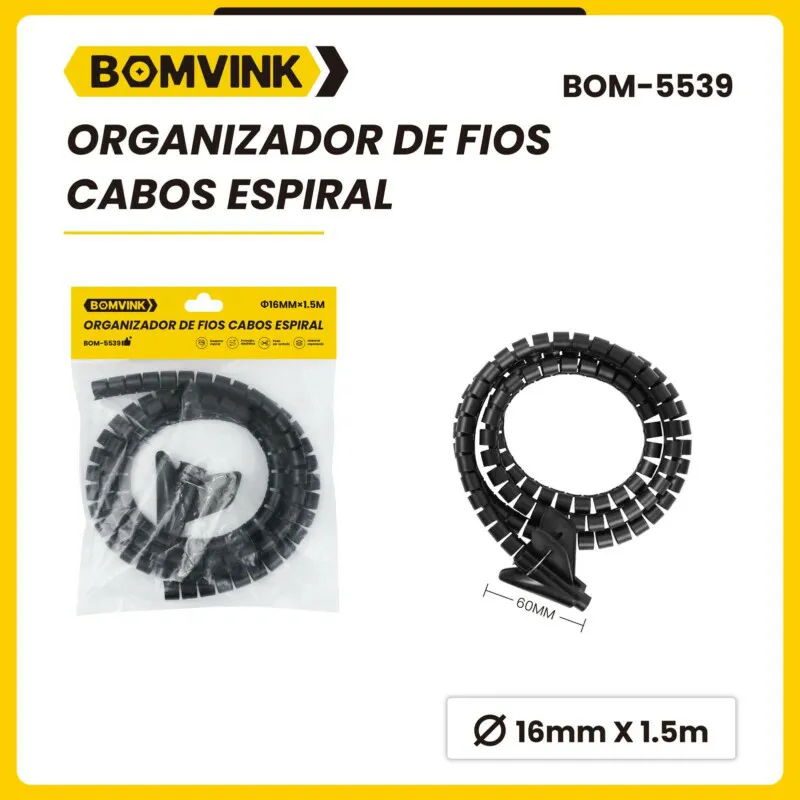 BOMVINK
BOM-5539
ORGANIZADOR DE FIOS
CABOS ESPIRAL
BOMVINK
Φ16MM×1.5M
ORGANIZADOR DE FIOS CABOS ESPIRAL
BOM-5539
60MM
Ø 16mm X 1.5m